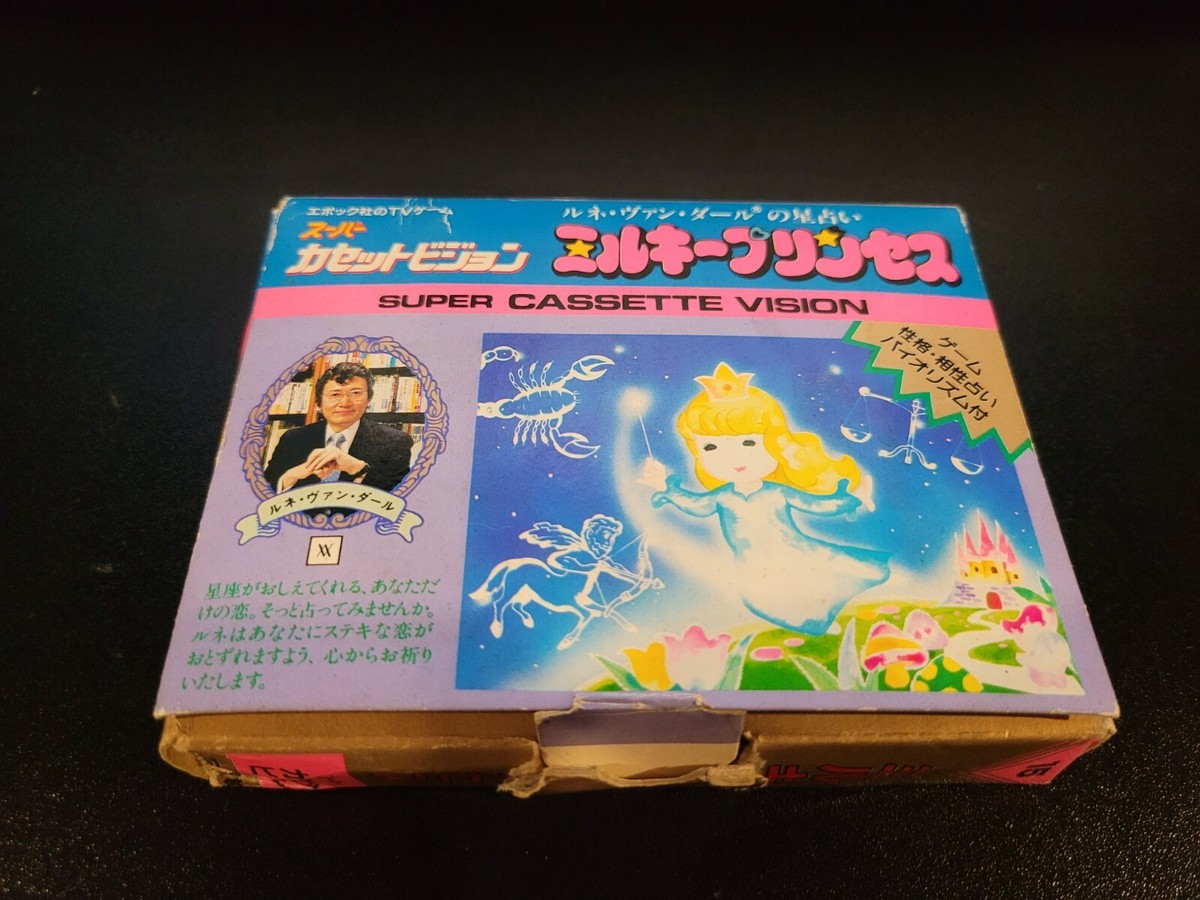 エポック社のTVゲーム
スーパー
カセットビジョン
ルネ・ヴァン・ダール®の星占い
ミルキープリンセス
SUPER CASSETTE VISION
ゲーム
性格・相性占い
バイオリズム付
ルネ・ヴァン・ダール
星座がおしえてくれる、あなただ
けの恋。そっと占ってみませんか。
ルネはあなたにステキな恋が
おとずれますよう、心からお祈り
いたします。
15